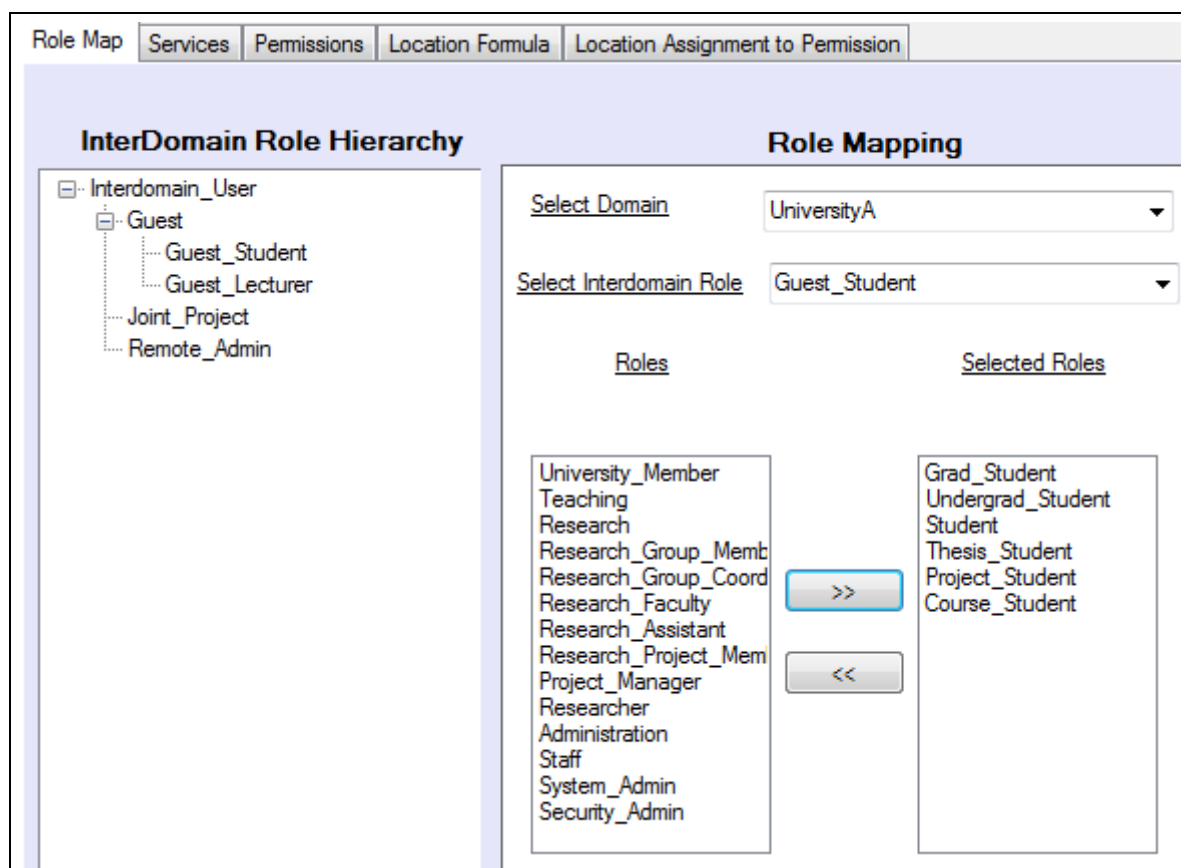 Role Map Services Permissions Location Formula Location Assignment to Permission
InterDomain Role Hierarchy
Interdomain_User
Guest
Guest_Student
Guest_Lecturer
Joint_Project
Remote_Admin
Role Mapping
Select Domain UniversityA
Select Interdomain Role Guest_Student
Roles
University_Member
Teaching
Research
Research_Group_Memb
Research_Group_Coord
Research_Faculty
Research_Assistant
Research_Project_Mem
Project_Manager
Researcher
Administration
Staff
System_Admin
Security_Admin
>>
<<
Selected Roles
Grad_Student
Undergrad_Student
Student
Thesis_Student
Project_Student
Course_Student